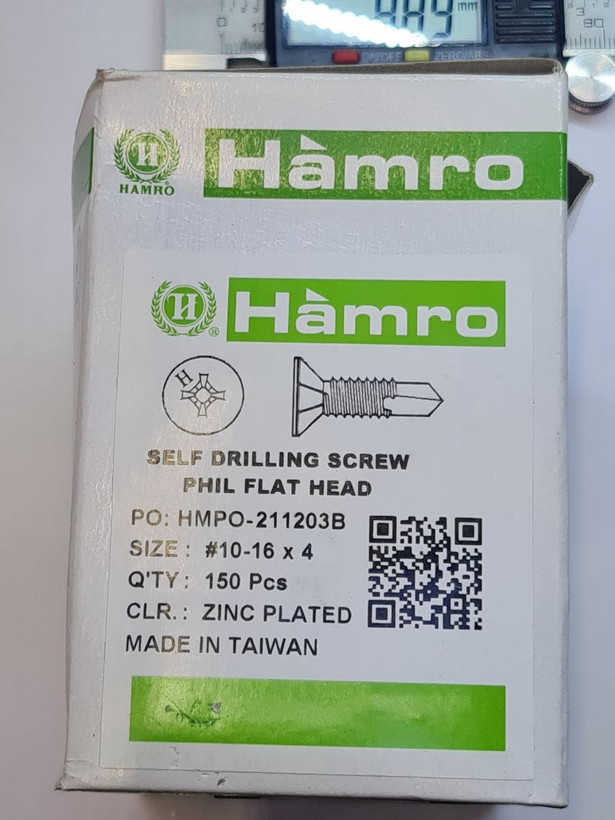 mm
HAMRO
Hàmro
Hàmro
®
H
SELF DRILLING SCREW
PHIL FLAT HEAD
PO: HMPO-211203B
SIZE : #10-16 x 4
Q'TY : 150 Pcs
CLR. : ZINC PLATED
MADE IN TAIWAN